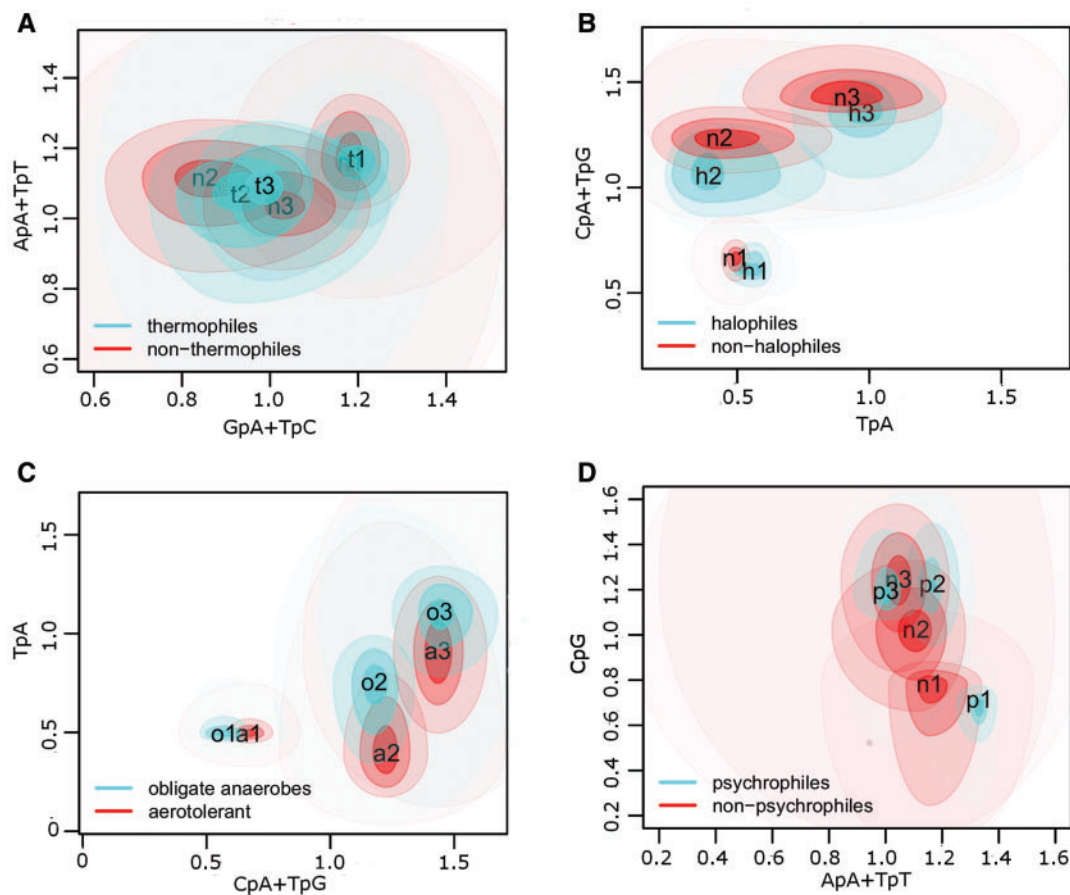 A
ApA+TpT
1.4
1.2
1.0
0.8
0.6
n2
t2
t3
n3
t1
thermophiles
non-thermophiles
0.6 0.8 1.0 1.2 1.4
GpA+TpC
B
CpA+TpG
1.5
1.0
0.5
n3
h3
n2
h2
n1
h1
halophiles
non-halophiles
0.5 1.0 1.5
TpA
C
TpA
1.5
1.0
0.5
0
o3
a3
o2
a2
o1a1
obligate anaerobes
aerotolerant
0 0.5 1.0 1.5
CpA+TpG
D
CpG
1.6
1.4
1.2
1.0
0.8
0.6
0.4
0.2
p3
p2
n2
n1
p1
psychrophiles
non-psychrophiles
0.2 0.4 0.6 0.8 1.0 1.2 1.4 1.6
ApA+TpT